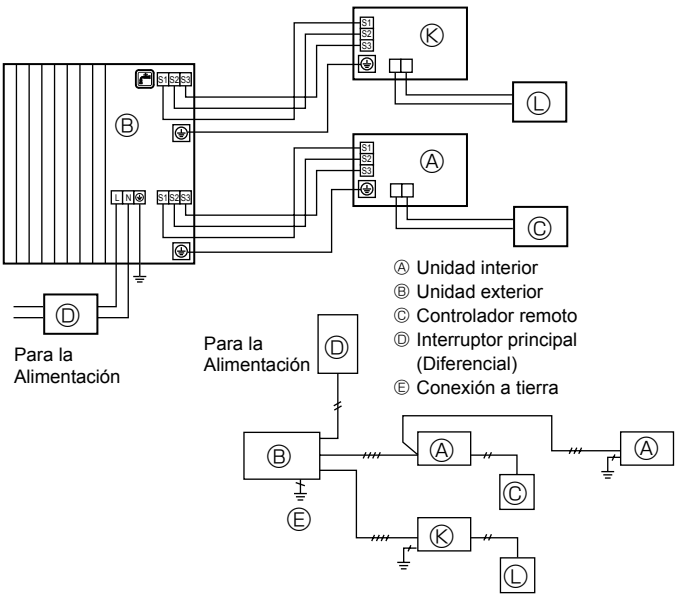 S1
S2
S3
Ⓚ
S1 S2 S3
Ⓛ
Ⓑ
S1
S2
S3
Ⓐ
L N
S1 S2 S3
Ⓒ
Ⓓ
Para la
Alimentación
Ⓐ Unidad interior
Ⓑ Unidad exterior
Ⓒ Controlador remoto
Ⓓ Interruptor principal
(Diferencial)
Ⓔ Conexión a tierra
Para la
Alimentación
Ⓓ
Ⓑ
Ⓐ
Ⓐ
Ⓒ
Ⓔ
Ⓚ
Ⓛ